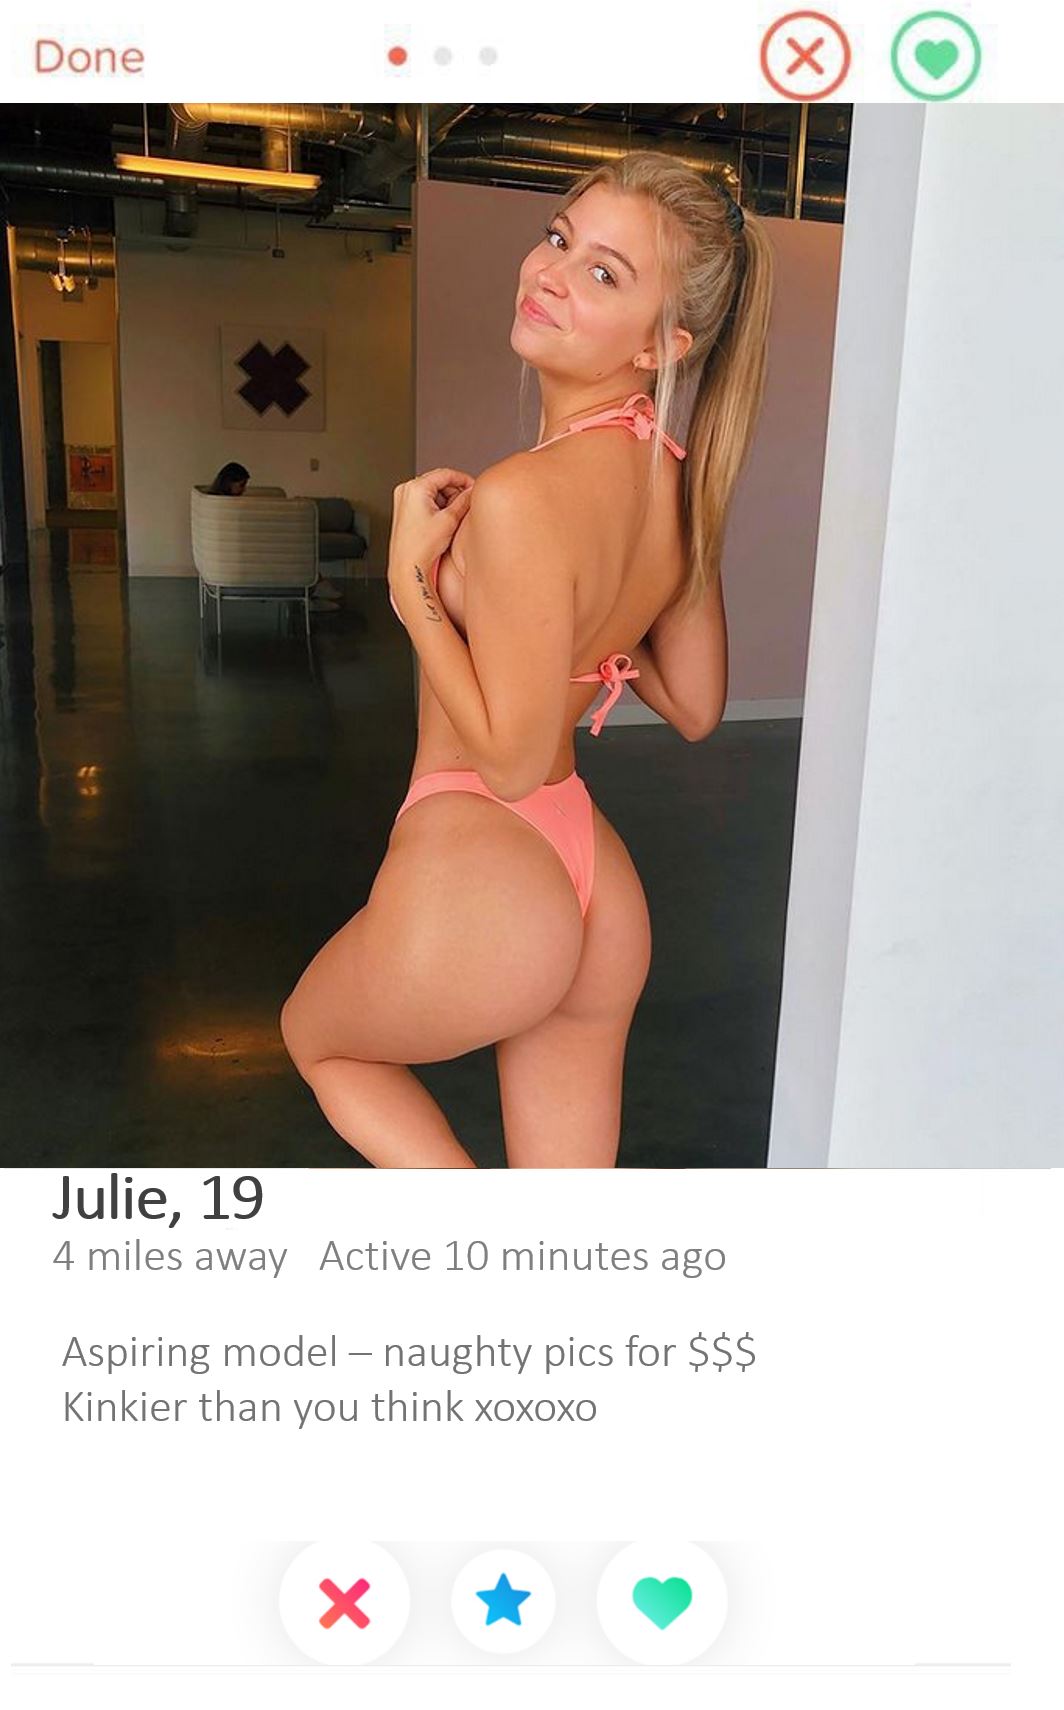 Done
Julie, 19
4 miles away Active 10 minutes ago
Aspiring model – naughty pics for $$$
Kinkier than you think xoxoxo